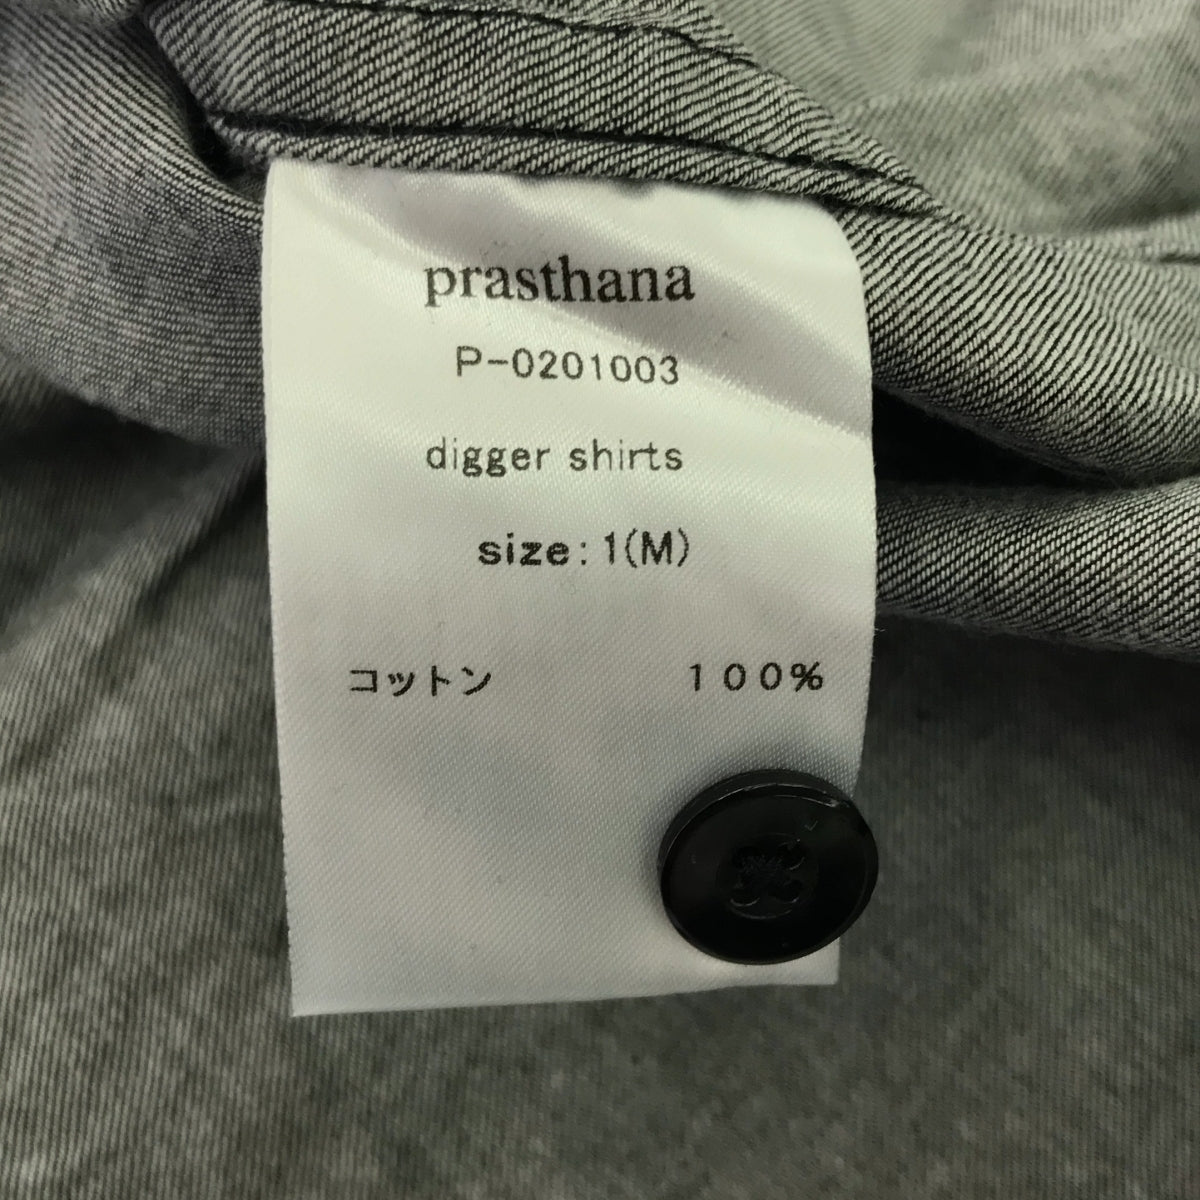 prasthana
P-0201003
digger shirts
size: 1(M)
コットン 100%